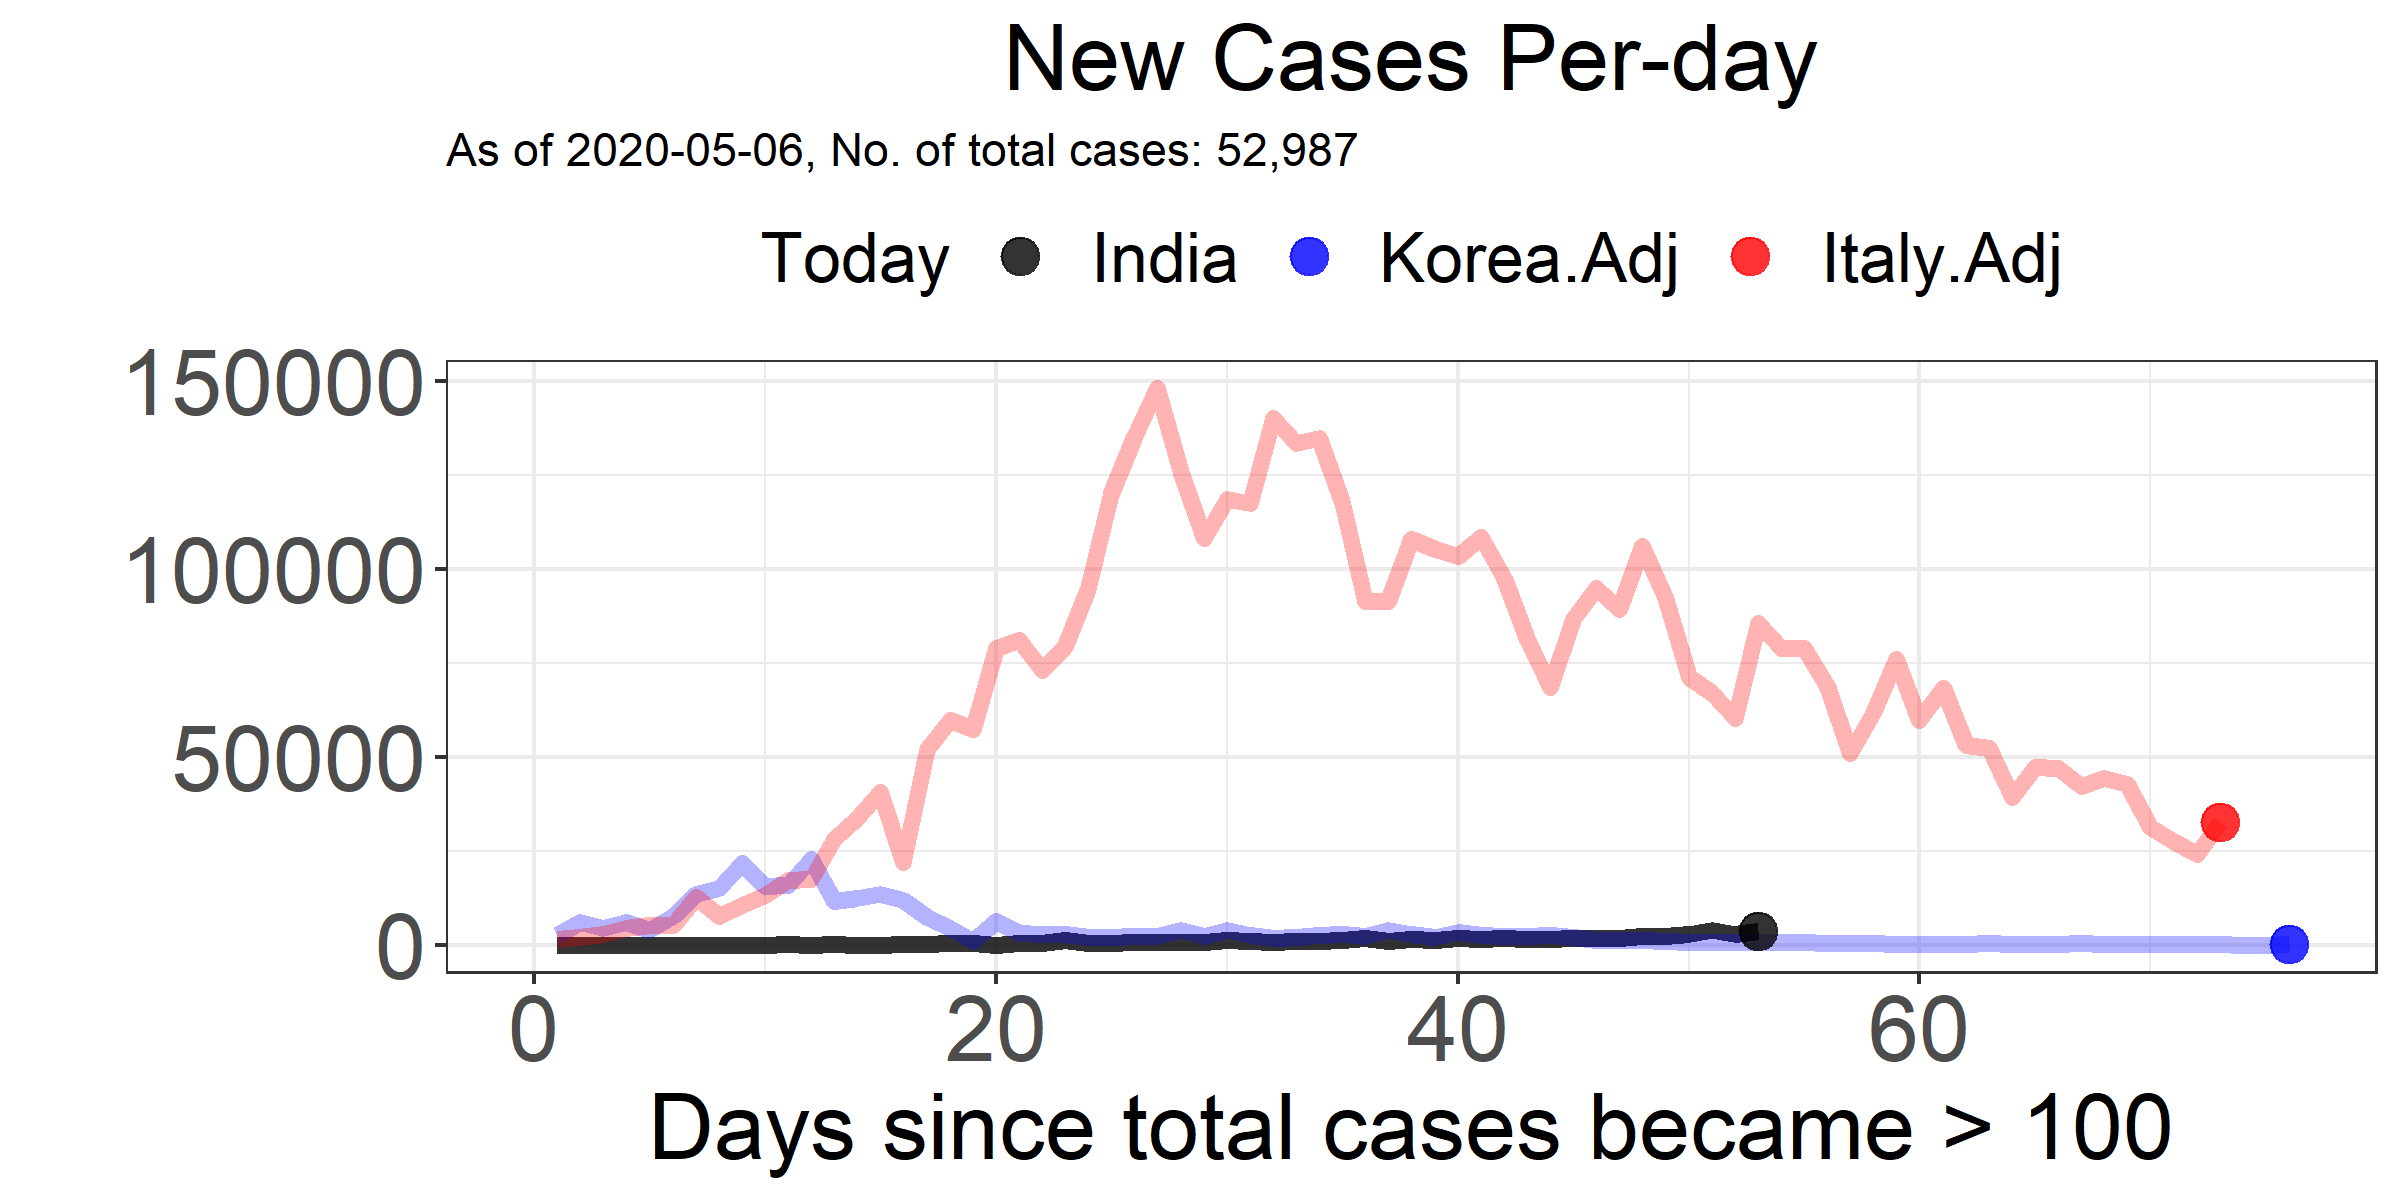 New Cases Per-day
As of 2020-05-06, No. of total cases: 52,987
Today India Korea.Adj Italy.Adj
150000
100000
50000
0
0 20 40 60
Days since total cases became > 100